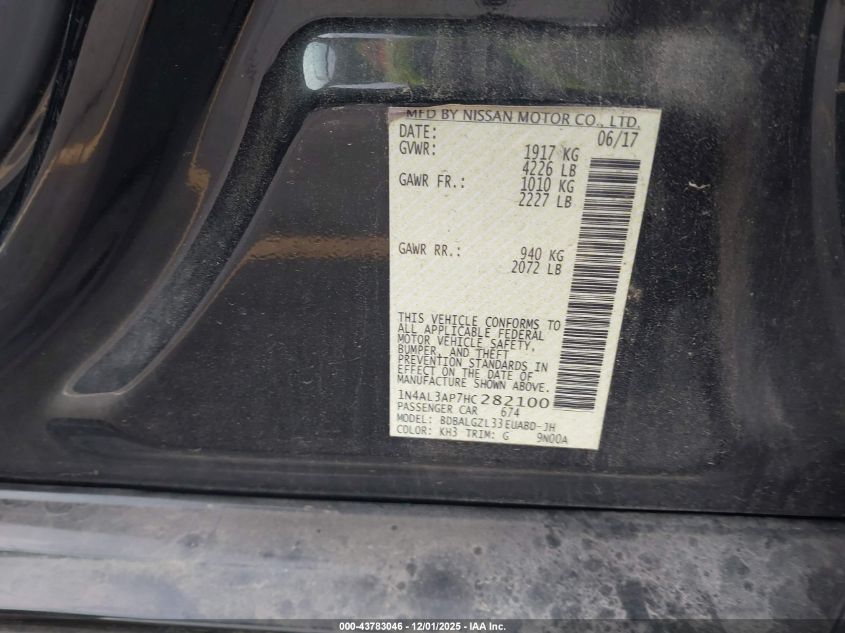 MFD BY NISSAN MOTOR CO., LTD.
DATE: 06/17
GVWR: 1917 KG
4226 LB
GAWR FR.: 1010 KG
2227 LB
GAWR RR.: 940 KG
2072 LB
THIS VEHICLE CONFORMS TO
ALL APPLICABLE FEDERAL
MOTOR VEHICLE SAFETY,
BUMPER, AND THEFT
PREVENTION STANDARDS IN
EFFECT ON THE DATE OF
MANUFACTURE SHOWN ABOVE.
1N4AL3AP7HC282100
PASSENGER CAR 674
MODEL: BDBALGZL33EUABD-JH
COLOR: KH3 TRIM: G 9N00A
000-43783046 - 12/01/2025 - IAA Inc.